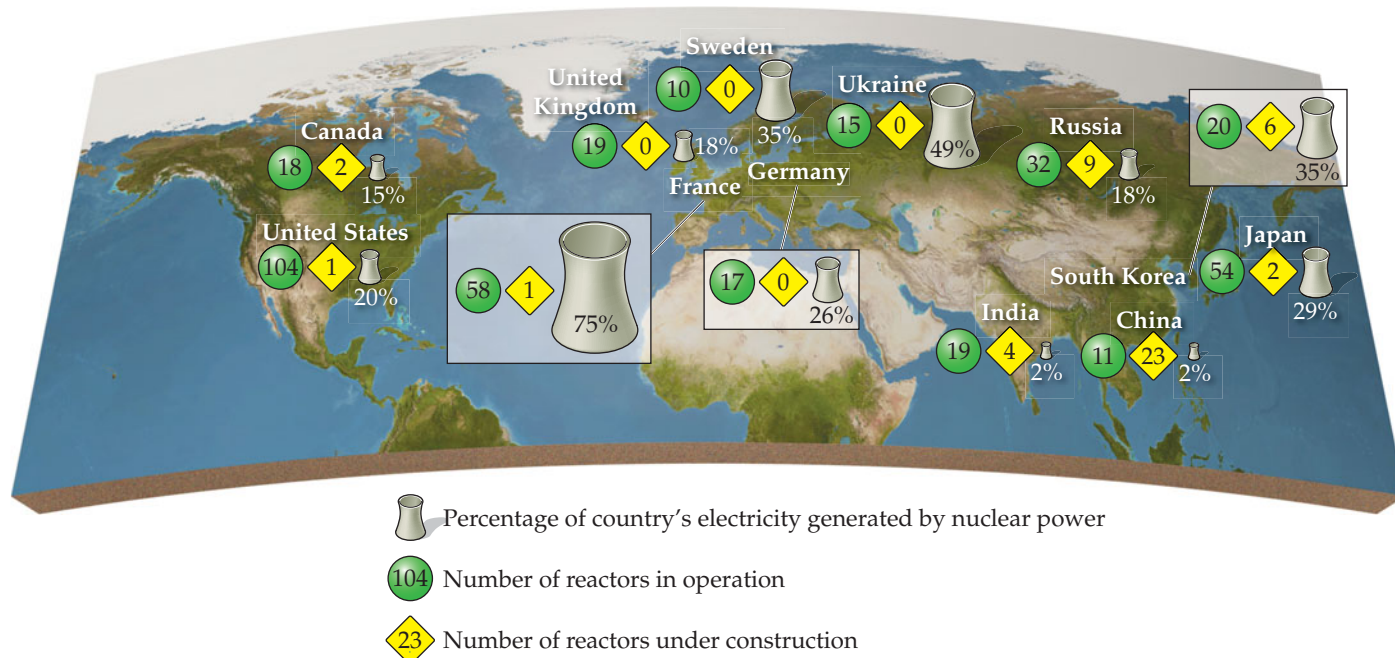 Sweden
10
0
35%
United
Kingdom
19
0
18%
Ukraine
15
0
49%
Russia
32
9
18%
20
6
35%
Canada
18
2
15%
France
Germany
United States
104
1
20%
58
1
75%
17
0
26%
South Korea
Japan
54
2
29%
India
19
4
2%
China
11
23
2%
Percentage of country's electricity generated by nuclear power
104 Number of reactors in operation
23 Number of reactors under construction